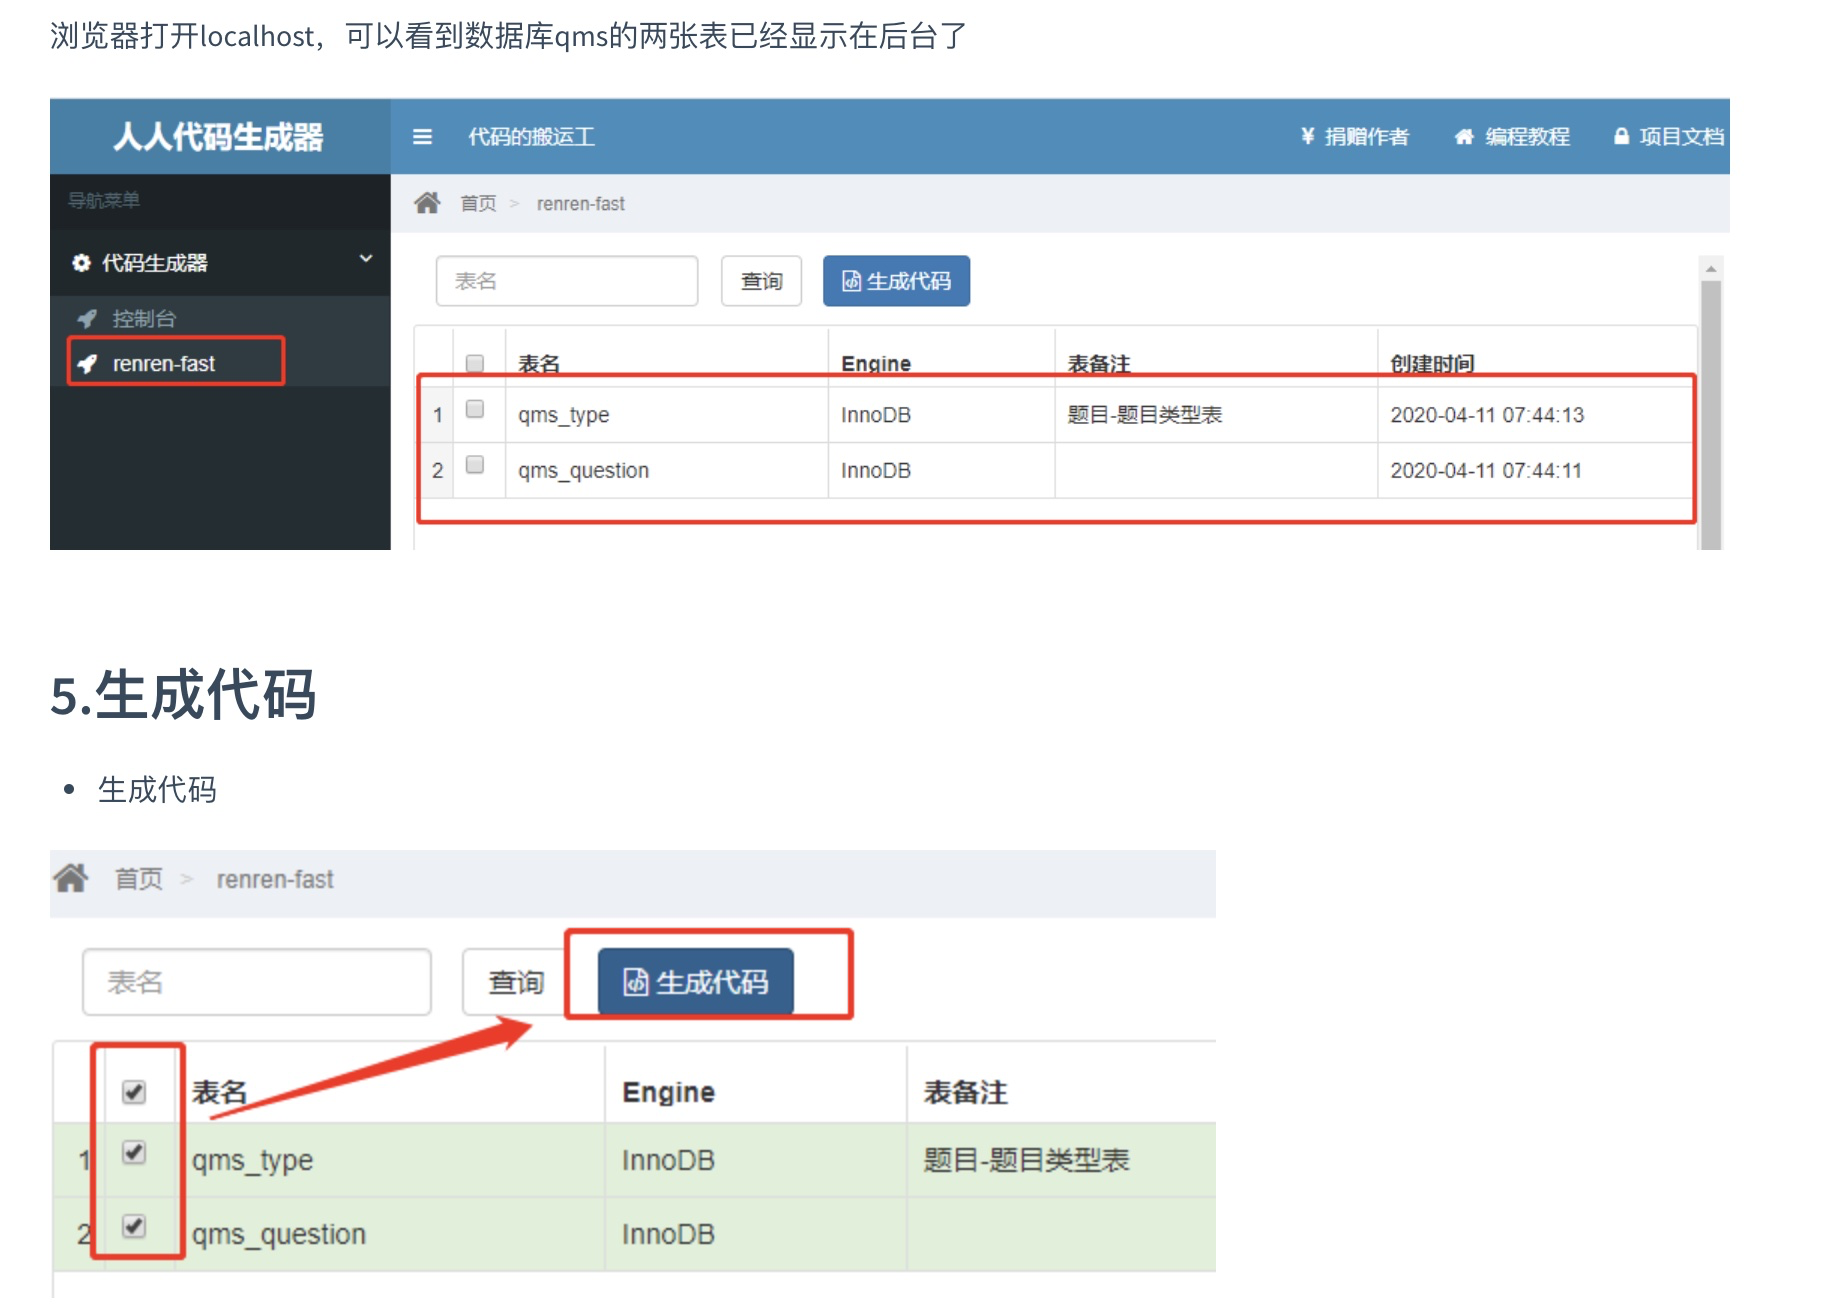 浏览器打开localhost，可以看到数据库qms的两张表已经显示在后台了
人人代码生成器 代码的搬运工 ¥ 捐赠作者 编程教程 项目文档
导航菜单 首页 > renren-fast
代码生成器
表名 查询 生成代码
控制台
renren-fast
表名 Engine 表备注 创建时间
1 qms_type InnoDB 题目-题目类型表 2020-04-11 07:44:13
2 qms_question InnoDB 2020-04-11 07:44:11
5.生成代码
• 生成代码
首页 > renren-fast
表名 查询 生成代码
表名 Engine 表备注
1 qms_type InnoDB 题目-题目类型表
2 qms_question InnoDB